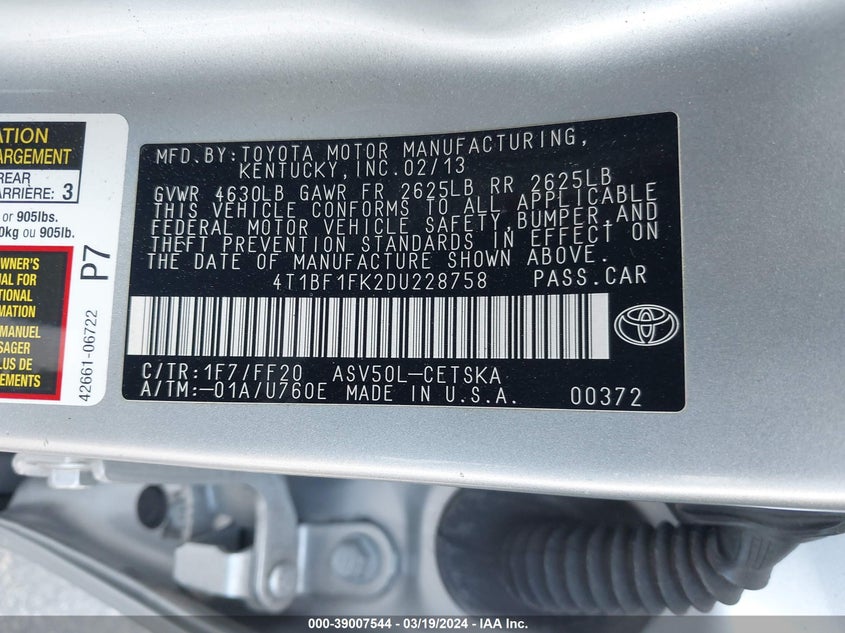 ATION
ARGEMENT
REAR
ARRIÈRE: 3
or 905lbs.
0kg ou 905lb.
P7
WNER'S
UAL FOR
TIONAL
MATION
MANUEL
SAGER
PLUS DE
LEMENTS
42661-06722
MFD.BY:TOYOTA MOTOR MANUFACTURING,
KENTUCKY, INC.02/13
GVWR 4630LB GAWR FR 2625LB RR 2625LB
THIS VEHICLE CONFORMS TO ALL APPLICABLE
FEDERAL MOTOR VEHICLE SAFETY,BUMPER,AND
THEFT PREVENTION STANDARDS IN EFFECT ON
THE DATE OF MANUFACTURE SHOWN ABOVE.
4T1BF1FK2DU228758 PASS.CAR
C/TR:1F7/FF20 ASV50L-CETSKA
A/TM:-01A/U760E MADE IN U.S.A. 00372
000-39007544 - 03/19/2024 - IAA, Inc.